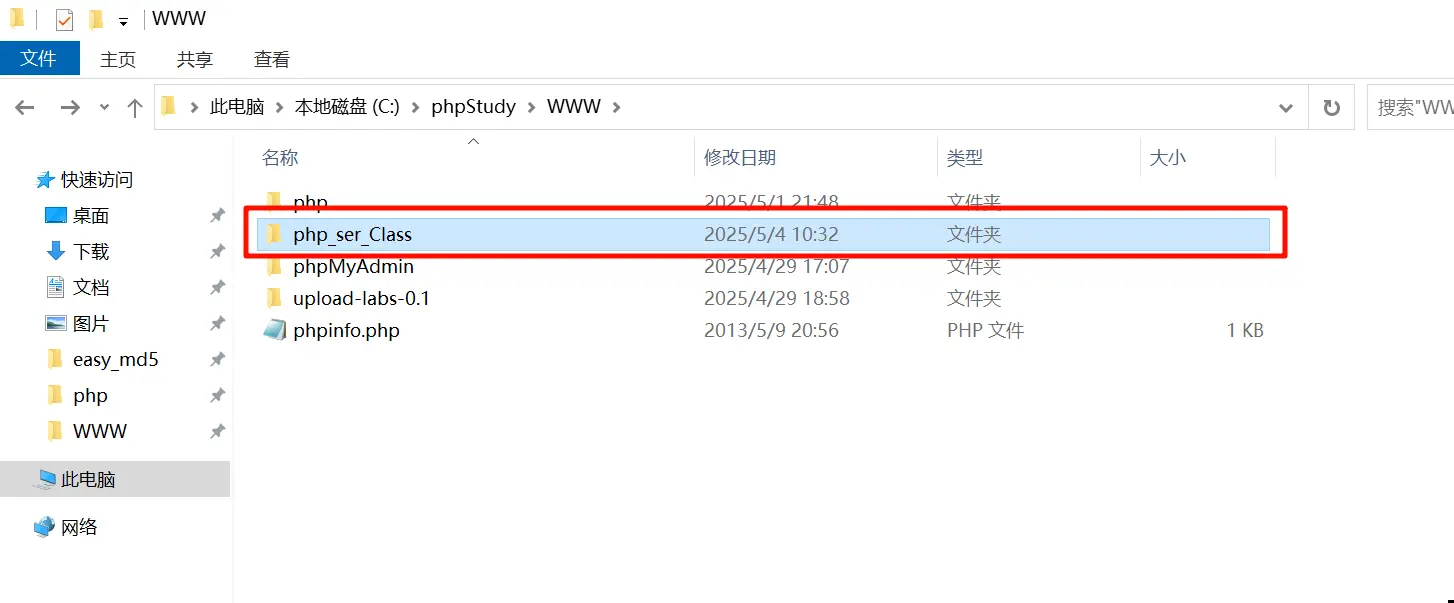 WWW
文件 主页 共享 查看
此电脑 本地磁盘 (C:) phpStudy WWW 搜索"WW
名称 修改日期 类型 大小
快速访问
桌面
下载
文档
图片
easy_md5
php
WWW
此电脑
网络
php 2025/5/1 21:48 文件夹
php_ser_Class 2025/5/4 10:32 文件夹
phpMyAdmin 2025/4/29 17:07 文件夹
upload-labs-0.1 2025/4/29 18:58 文件夹
phpinfo.php 2013/5/9 20:56 PHP 文件 1 KB